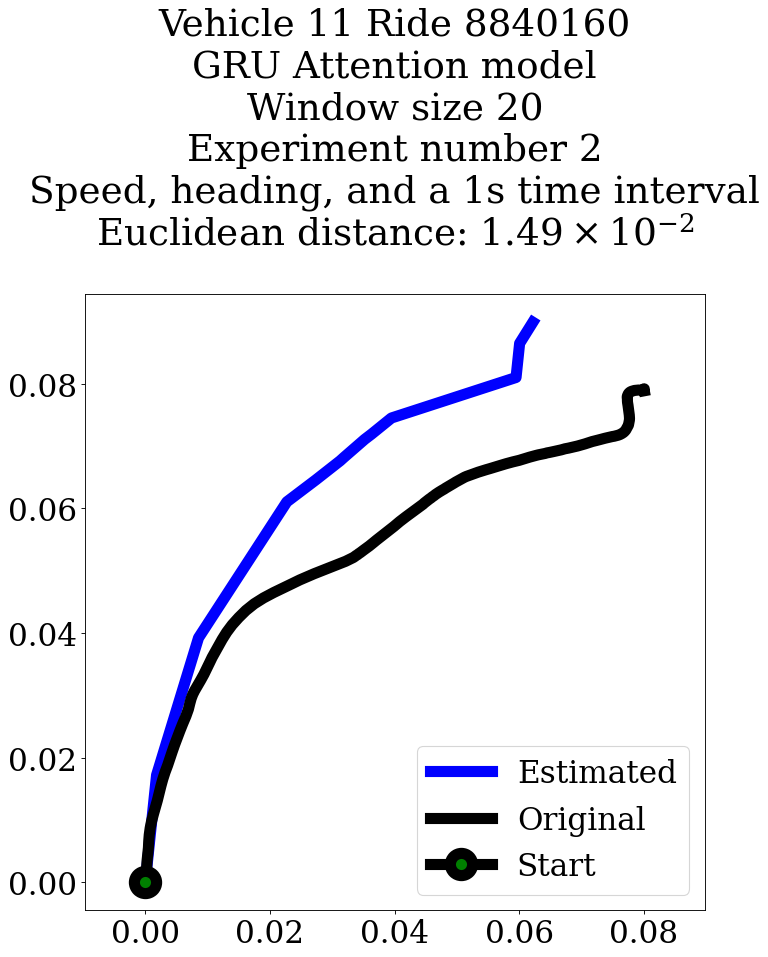 Vehicle 11 Ride 8840160
GRU Attention model
Window size 20
Experiment number 2
Speed, heading, and a 1s time interval
Euclidean distance: 1.49 × 10⁻²
0.08
0.06
0.04
0.02
0.00
Estimated
Original
Start
0.00 0.02 0.04 0.06 0.08